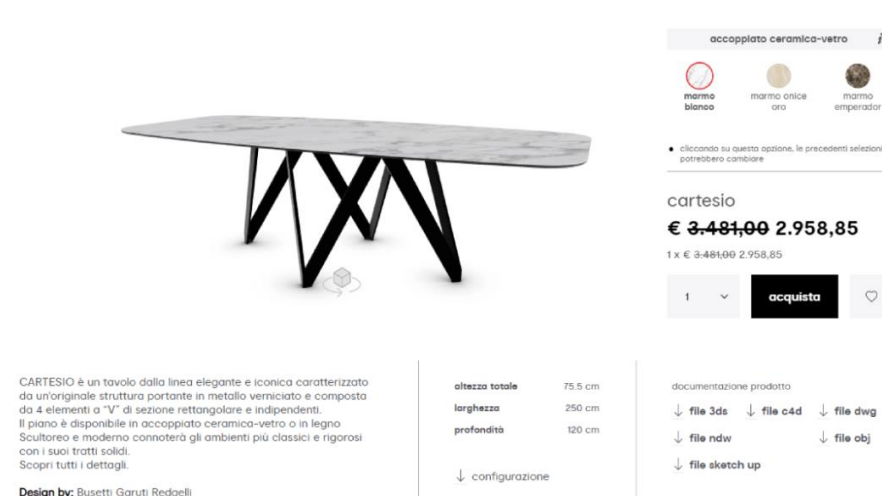 accoppiato ceramica-vetro i
marmo bianco
marmo onice oro
marmo emperador
• cliccando su questa opzione, le precedenti selezioni
potrebbero cambiare
cartesio
€ 3.481,00 2.958,85
1 x € 3.481,00 2.958,85
1
acquista
CARTESIO è un tavolo dalla linea elegante e iconica caratterizzato
da un'originale struttura portante in metallo verniciato e composta
da 4 elementi a "V" di sezione rettangolare e indipendenti.
Il piano è disponibile in accoppiato ceramica-vetro o in legno
Scultoreo e moderno connoterà gli ambienti più classici e rigorosi
con i suoi tratti solidi.
Scopri tutti i dettagli.
Design by: Busetti Garuti Redaelli
altezza totale 75.5 cm
larghezza 250 cm
profondità 120 cm
↓ configurazione
documentazione prodotto
↓ file 3ds ↓ file c4d ↓ file dwg
↓ file ndw ↓ file obj
↓ file sketch up